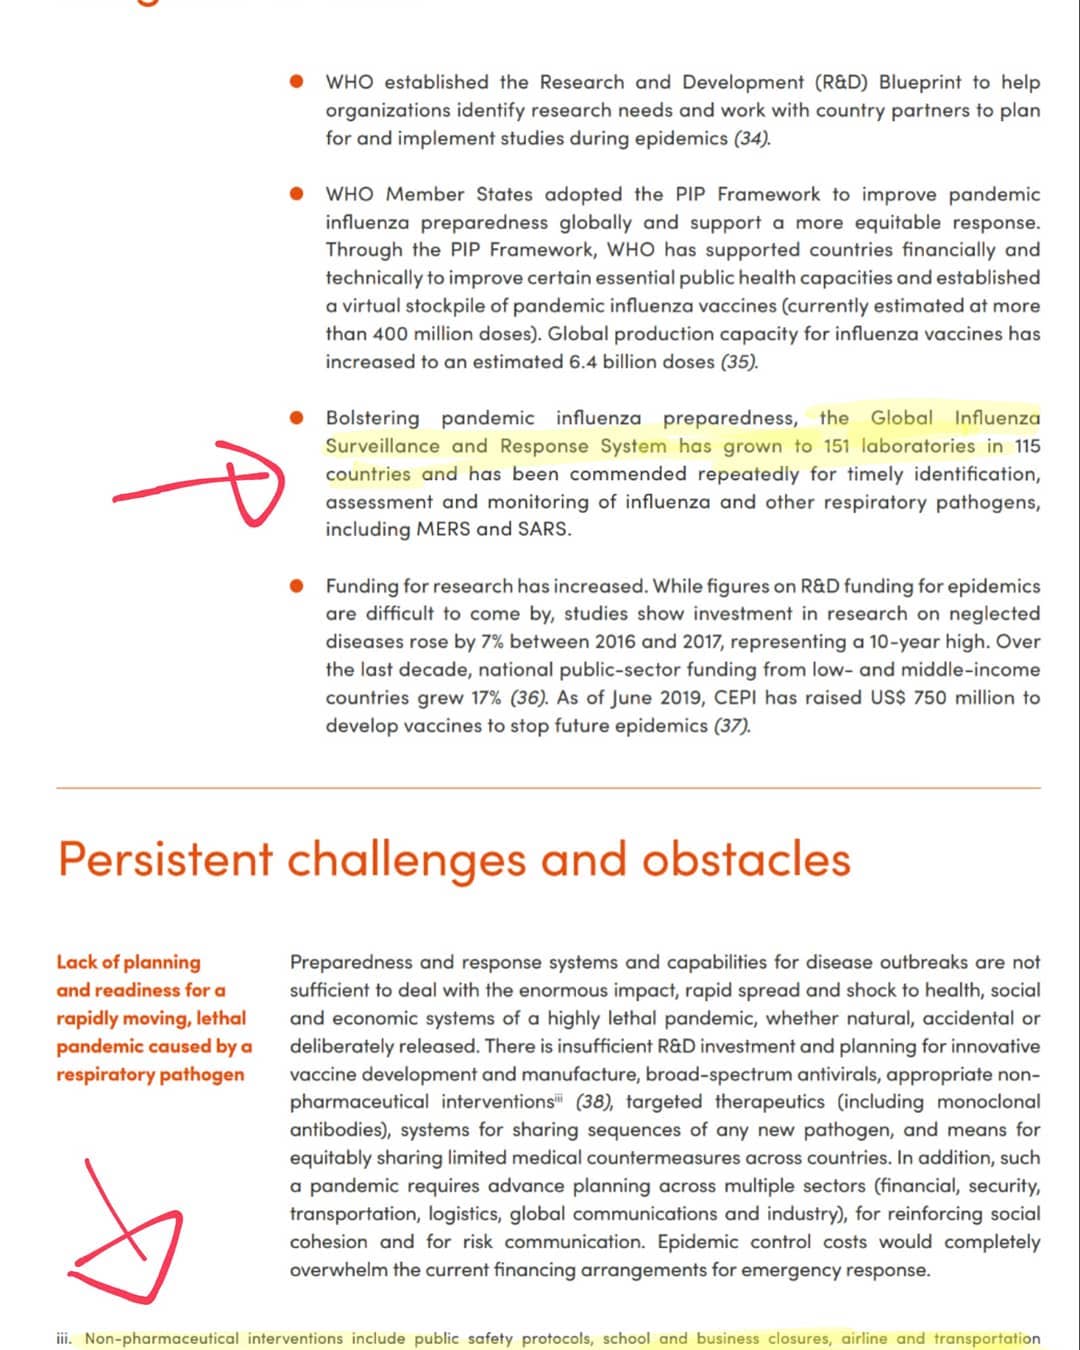 WHO established the Research and Development (R&D) Blueprint to help
organizations identify research needs and work with country partners to plan
for and implement studies during epidemics (34).
WHO Member States adopted the PIP Framework to improve pandemic
influenza preparedness globally and support a more equitable response.
Through the PIP Framework, WHO has supported countries financially and
technically to improve certain essential public health capacities and established
a virtual stockpile of pandemic influenza vaccines (currently estimated at more
than 400 million doses). Global production capacity for influenza vaccines has
increased to an estimated 6.4 billion doses (35).
Bolstering pandemic influenza preparedness, the Global Influenza
Surveillance and Response System has grown to 151 laboratories in 115
countries and has been commended repeatedly for timely identification,
assessment and monitoring of influenza and other respiratory pathogens,
including MERS and SARS.
Funding for research has increased. While figures on R&D funding for epidemics
are difficult to come by, studies show investment in research on neglected
diseases rose by 7% between 2016 and 2017, representing a 10-year high. Over
the last decade, national public-sector funding from low- and middle-income
countries grew 17% (36). As of June 2019, CEPI has raised US$ 750 million to
develop vaccines to stop future epidemics (37).
Persistent challenges and obstacles
Lack of planning
and readiness for a
rapidly moving, lethal
pandemic caused by a
respiratory pathogen
Preparedness and response systems and capabilities for disease outbreaks are not
sufficient to deal with the enormous impact, rapid spread and shock to health, social
and economic systems of a highly lethal pandemic, whether natural, accidental or
deliberately released. There is insufficient R&D investment and planning for innovative
vaccine development and manufacture, broad-spectrum antivirals, appropriate non-
pharmaceutical interventionsiii (38), targeted therapeutics (including monoclonal
antibodies), systems for sharing sequences of any new pathogen, and means for
equitably sharing limited medical countermeasures across countries. In addition, such
a pandemic requires advance planning across multiple sectors (financial, security,
transportation, logistics, global communications and industry), for reinforcing social
cohesion and for risk communication. Epidemic control costs would completely
overwhelm the current financing arrangements for emergency response.
iii. Non-pharmaceutical interventions include public safety protocols, school and business closures, airline and transportation